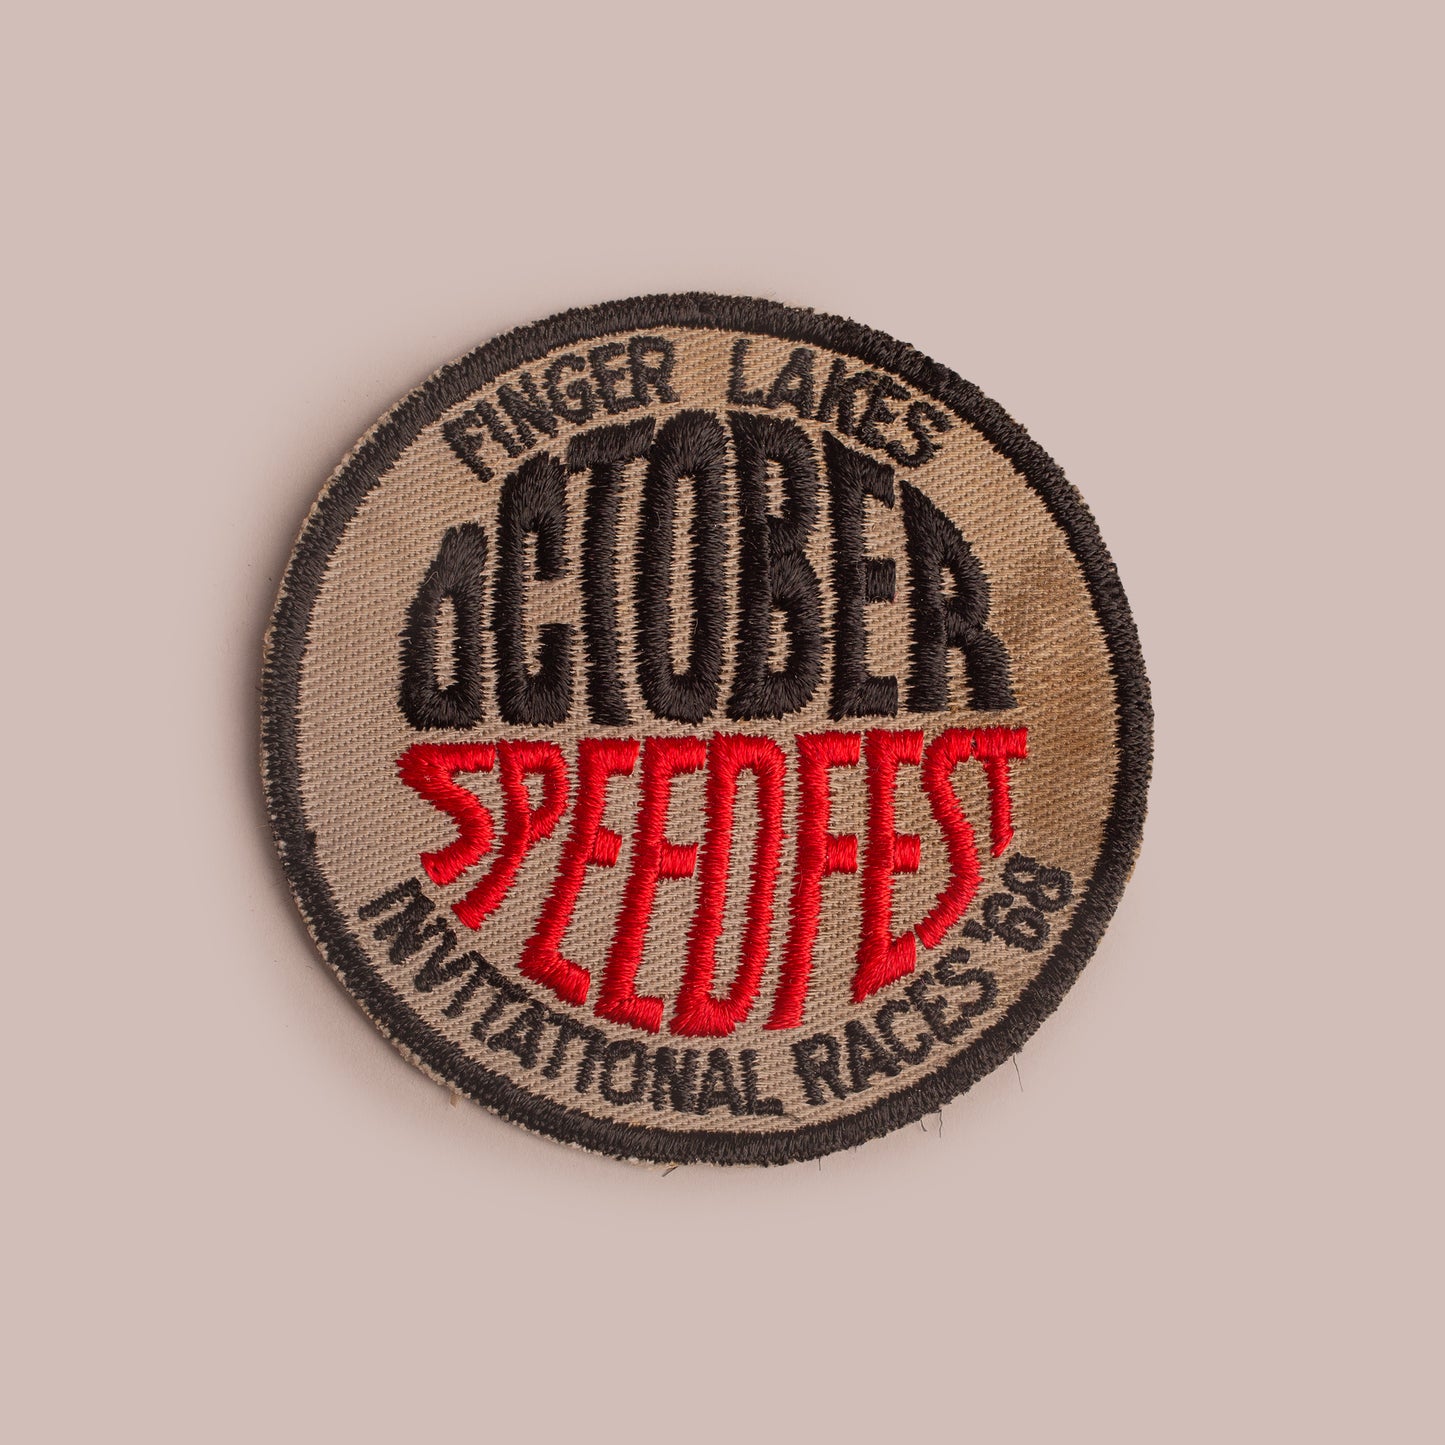 FINGER LAKES
OCTOBER
SPEEDFEST
INVITATIONAL RACES '68